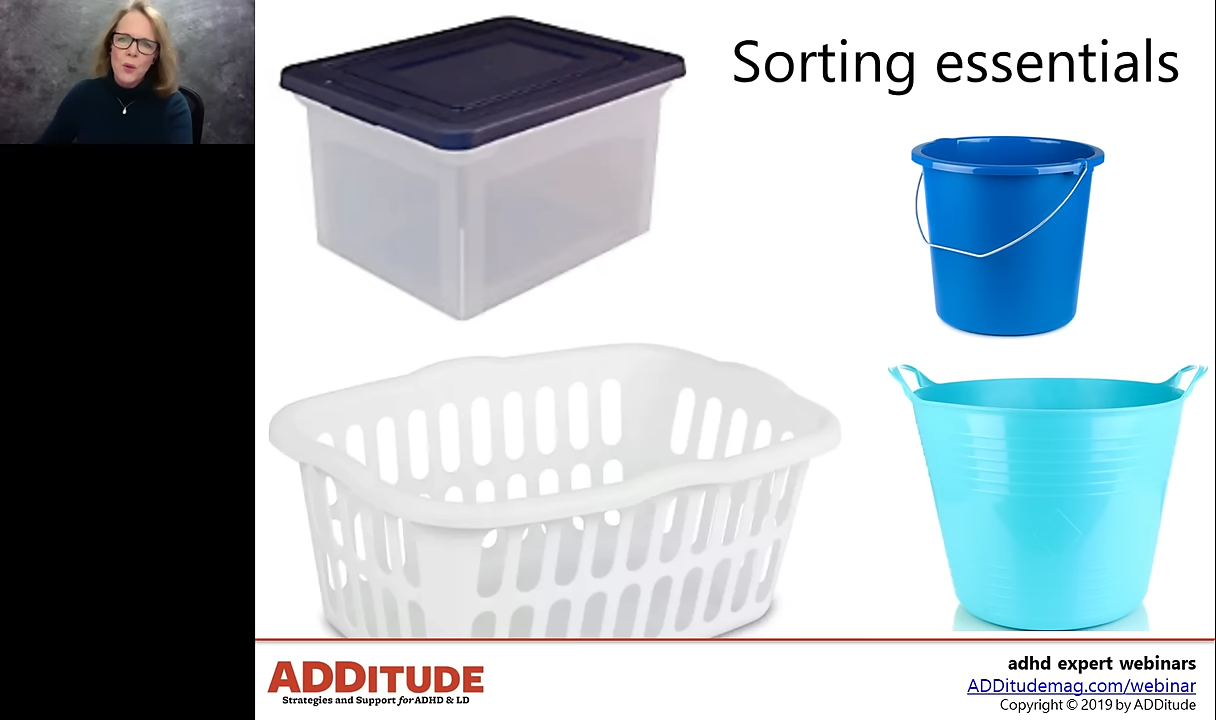 Sorting essentials
ADDITUDE
Strategies and Support for ADHD & LD
adhd expert webinars
ADDitudemag.com/webinar
Copyright © 2019 by ADDitude